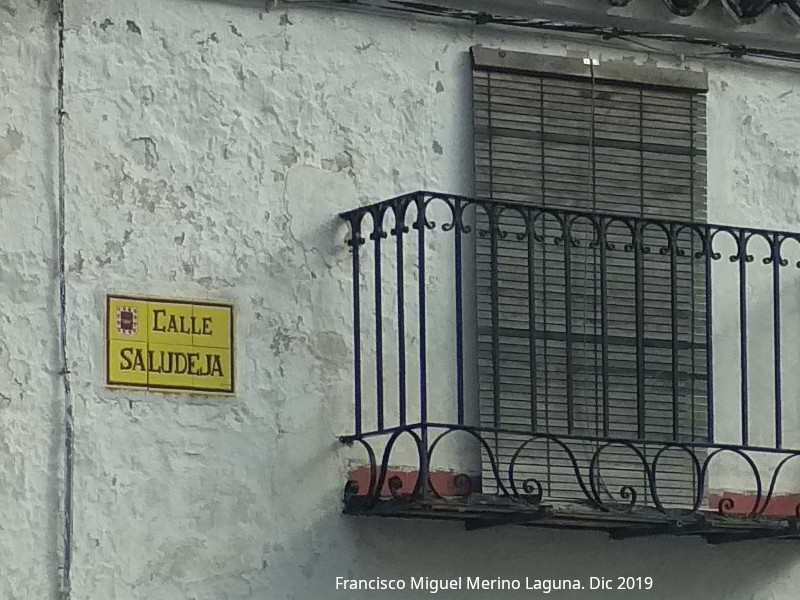 CALLE
SALUDEJA
Francisco Miguel Merino Laguna. Dic 2019